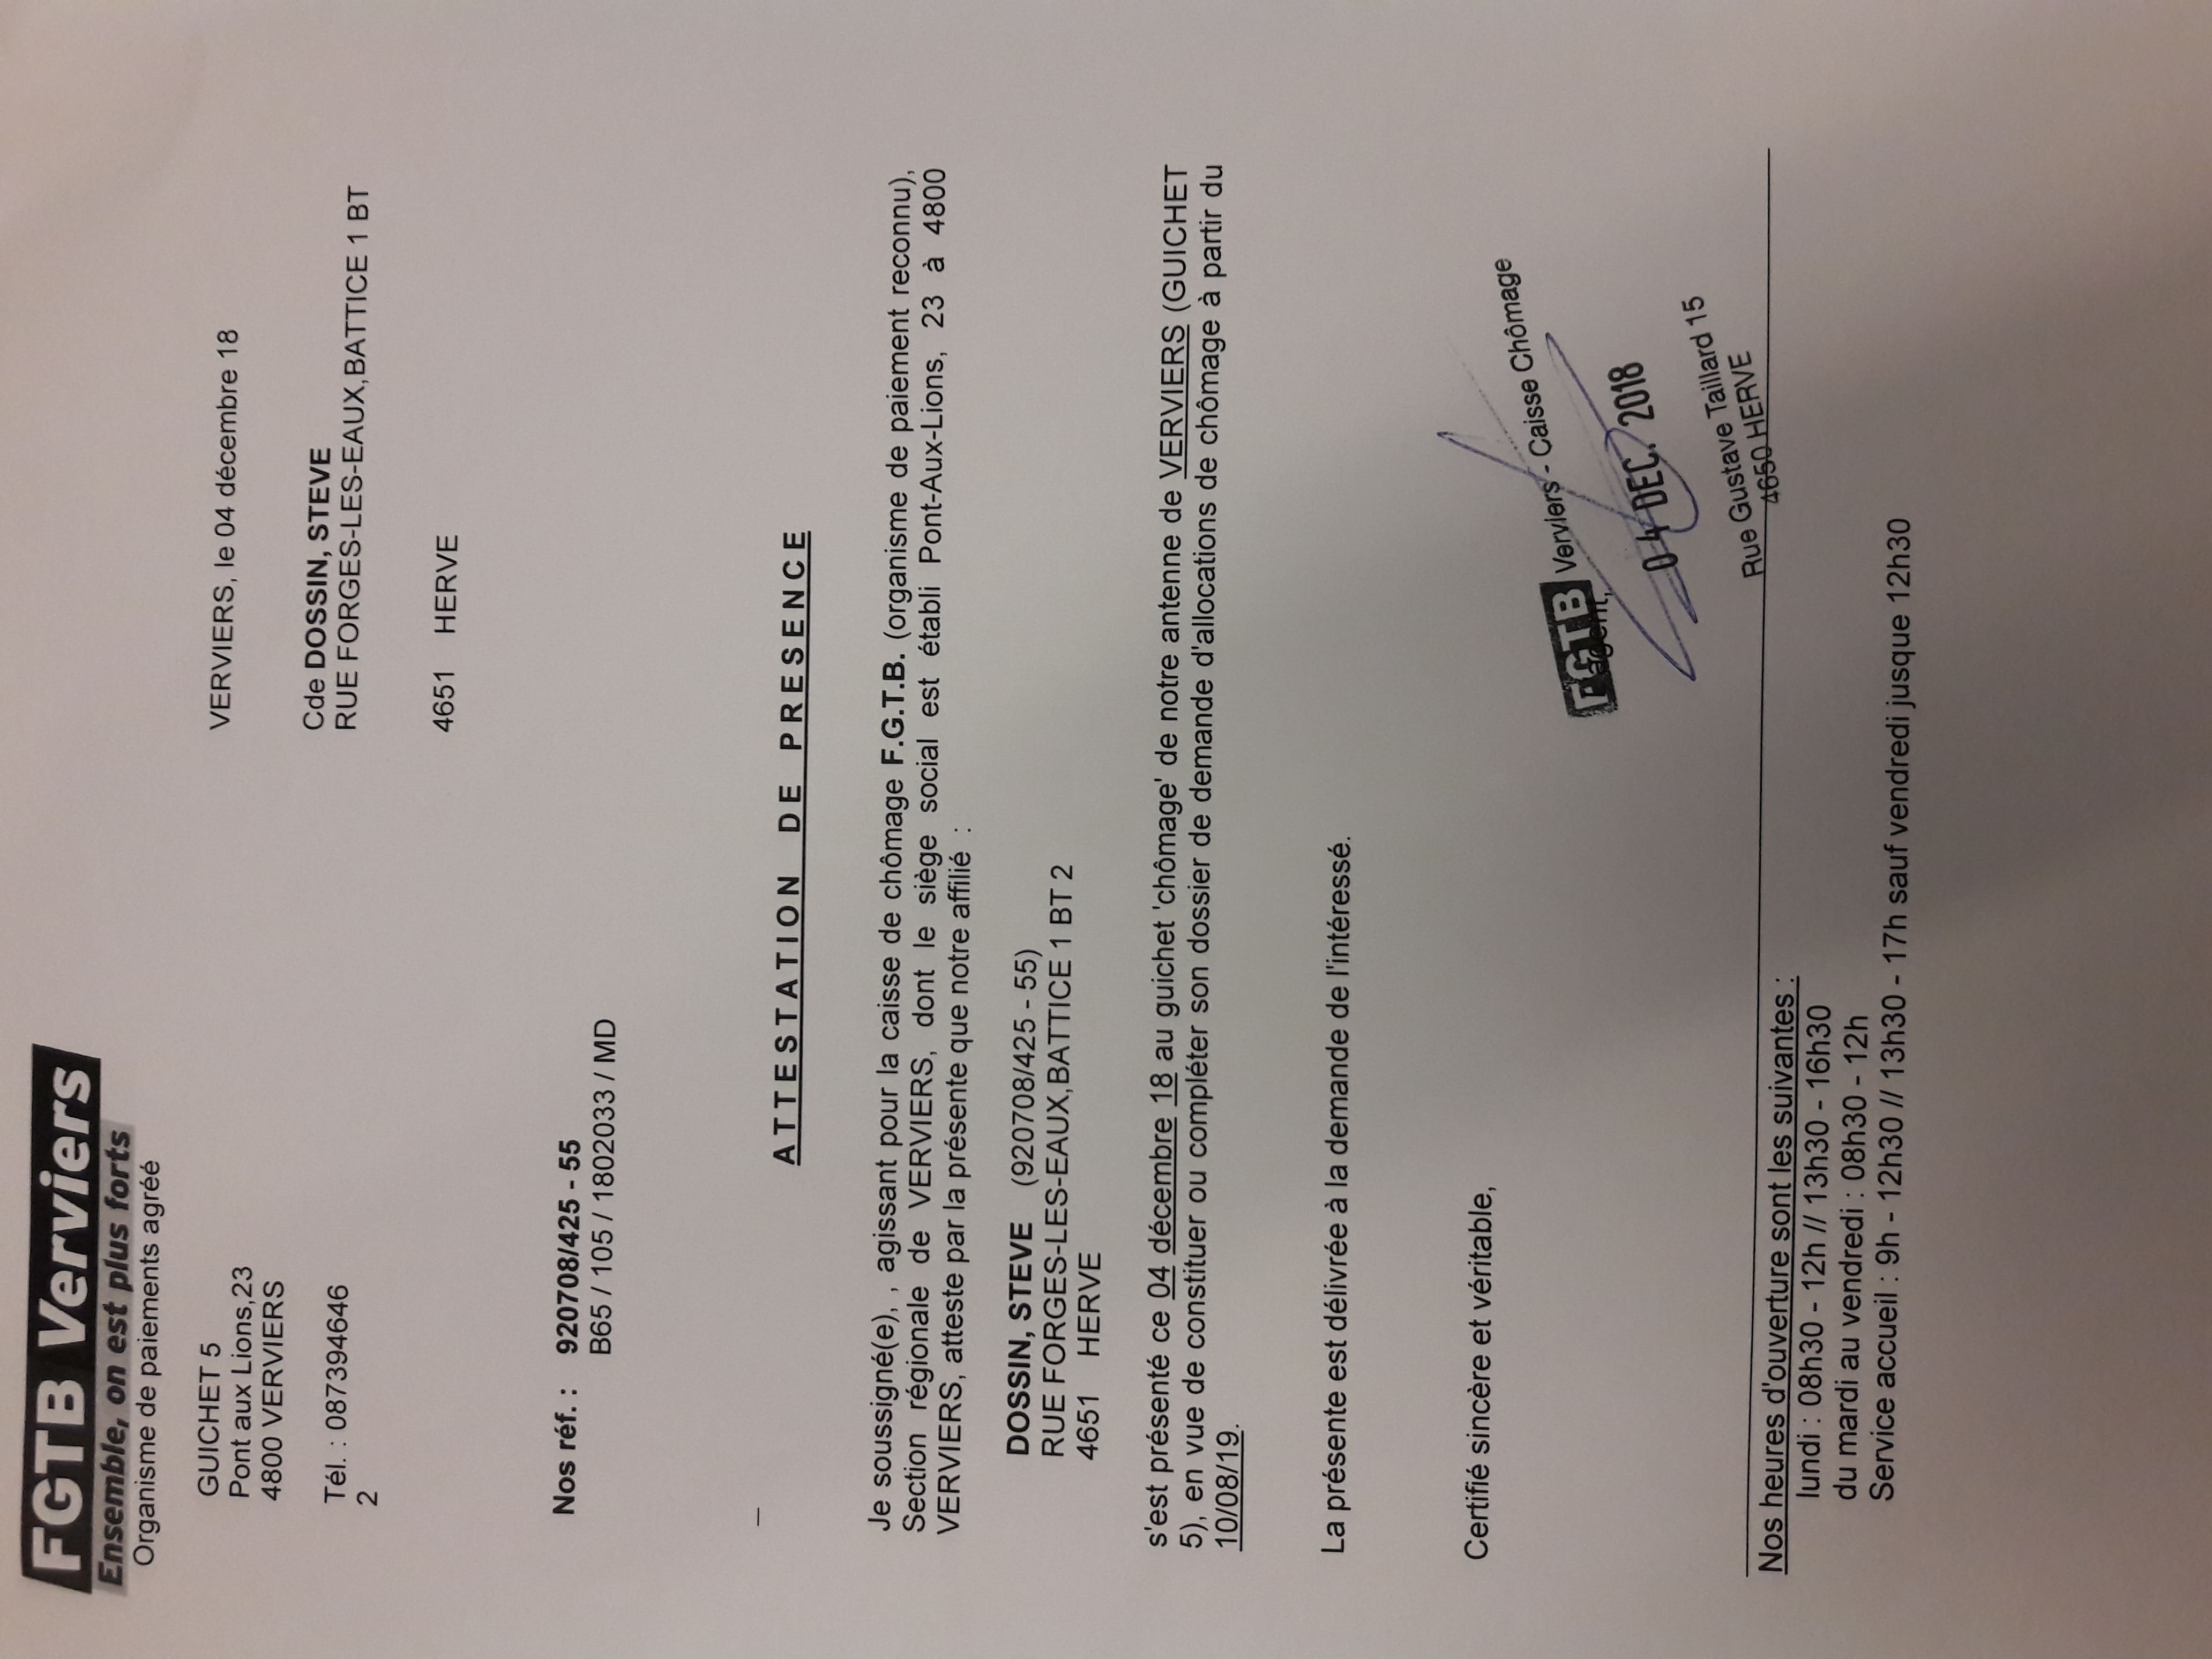 FGTB Verviers
Ensemble, on est plus forts
Organisme de paiements agréé
GUICHET 5
Pont aux Lions,23
4800 VERVIERS
Tél. : 087394646
2
VERVIERS, le 04 décembre 18
Cde DOSSIN, STEVE
RUE FORGES-LES-EAUX,BATTICE 1 BT
4651 HERVE
Nos réf. : 920708/425 - 55
B65 / 105 / 1802033 / MD
ATTESTATION DE PRESENCE
Je soussigné(e), , agissant pour la caisse de chômage F.G.T.B. (organisme de paiement reconnu),
Section régionale de VERVIERS, dont le siège social est établi Pont-Aux-Lions, 23 à 4800
VERVIERS, atteste par la présente que notre affilié :
DOSSIN, STEVE (920708/425 - 55)
RUE FORGES-LES-EAUX,BATTICE 1 BT 2
4651 HERVE
s'est présenté ce 04 décembre 18 au guichet 'chômage' de notre antenne de VERVIERS (GUICHET
5), en vue de constituer ou compléter son dossier de demande d'allocations de chômage à partir du
10/08/19.
La présente est délivrée à la demande de l'intéressé.
Certifié sincère et véritable,
agent,
FGTB Verviers - Caisse Chômage
04 DEC. 2018
Rue Gustave Taillard 15
4650 HERVE
Nos heures d'ouverture sont les suivantes :
lundi : 08h30 - 12h // 13h30 - 16h30
du mardi au vendredi : 08h30 - 12h
Service accueil : 9h - 12h30 // 13h30 - 17h sauf vendredi jusque 12h30